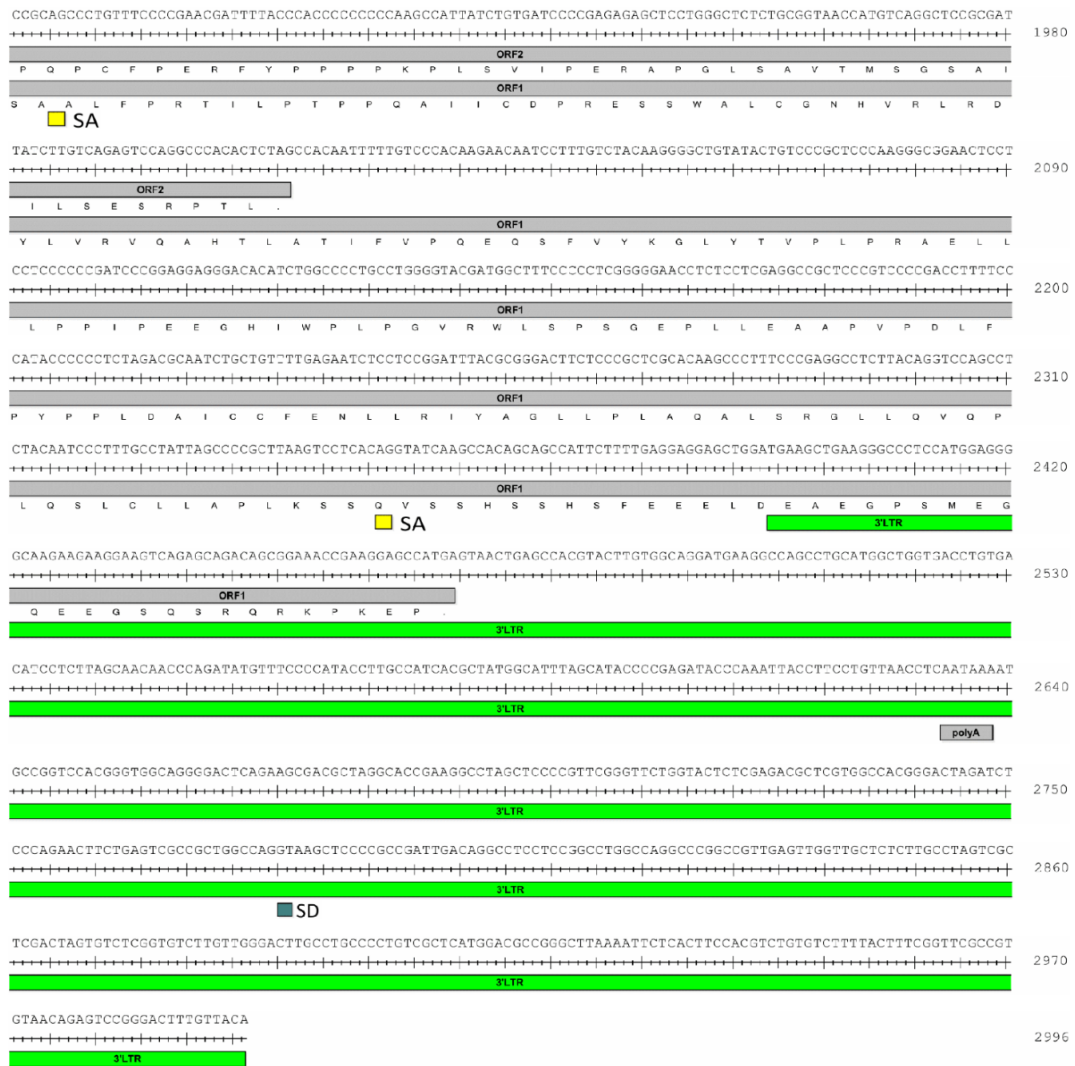 CCGCAGCCCTGTTTCCCCGAACGATTTTACCCACCCCCCCCCAAGCCATTATCTGTGATCCCCGAGAGAGCTCCTGGGCTCTCTGCGGTAACCATGTCAGGCTCCGCGAT 1980
ORF2
P Q P C F P E R F Y P P P P K P L S V I P E R A P G L S A V T M S G S A I
ORF1
S A A L F P R T I L P T P P Q A I I C D P R E S S W A L C G N H V R L R D
SA
TATCTTGTCAGAGTCCAGGCCCACACTCTAGCCACAATTTTTGTCCCACAAGAACAATCCTTTGTCTACAAGGGGCTGTATACTGTCCCGCTCCCAAGGGCGGAACTCCT 2090
ORF2
I L S E S R P T L .
ORF1
Y L V R V Q A H T L A T I F V P Q E Q S F V Y K G L Y T V P L P R A E L L
CCTCCCCCCGATCCCGGAGGAGGGACACATCTGGCCCCTGCCTGGGGTACGATGGCTTTCCCCCTCGGGGGAACCTCTCCTCGAGGCCGCTCCCGTCCCCGACCTTTTCC 2200
ORF1
L P P I P E E G H I W P L P G V R W L S P S G E P L L E A A P V P D L F
CATACCCCCCTCTAGACGCAATCTGCTGTTTTGAGAATCTCCTCCGGATTTACGCGGGACTTCTCCCGCTCGCACAAGCCCTTTCCCGAGGCCTCTTACAGGTCCAGCCT 2310
ORF1
P Y P P L D A I C C F E N L L R I Y A G L L P L A Q A L S R G L L Q V Q P
CTACAATCCCTTTGCCTATTAGCCCCGCTTAAGTCCTCACAGGTATCAAGCCACAGCAGCCATTCTTTTGAGGAGGAGCTGGATGAAGCTGAAGGGCCCTCCATGGAGGG 2420
ORF1
L Q S L C L L A P L K S S Q V S S H S S H S F E E E L D E A E G P S M E G
SA
3'LTR
GCAAGAAGAAGGAAGTCAGAGCAGACAGCGGAAACCGAAGGAGCCATGAGTAACTGAGCCACGTACTTGTGGCAGGATGAAGGCCAGCCTGCATGGCTGGTGACCTGTGA 2530
ORF1
Q E E G S Q S R Q R K P K E P .
3'LTR
CATCCTCTTAGCAACAACCCAGATATGTTTCCCCATACCTTGCCATCACGCTATGGCATTTAGCATACCCCGAGATACCCAAATTACCTTCCTGTTAACCTCAATAAAAT 2640
3'LTR
polyA
GCCGGTCCACGGGTGGCAGGGGACTCAGAAGCGACGCTAGGCACCGAAGGCCTAGCTCCCCGTTCGGGTTCTGGTACTCTCGAGACGCTCGTGGCCACGGGACTAGATCT 2750
3'LTR
CCCAGAACTTCTGAGTCGCCGCTGGCCAGGTAAGCTCCCCGCCGATTGACAGGCCTCCTCCGGCCTGGCCAGGCCCGGCCGTTGAGTTGGTTGCTCTCTTGCCTAGTCGC 2860
3'LTR
SD
TCGACTAGTGTCTCGGTGTCTTGTTGGGACTTGCCTGCCCCTGTCGCTCATGGACGCCGGGCTTAAAATTCTCACTTCCACGTCTGTGTCTTTTACTTTCGGTTCGCCGT 2970
3'LTR
GTAACAGAGTCCGGGACTTTGTTACA 2996
3'LTR